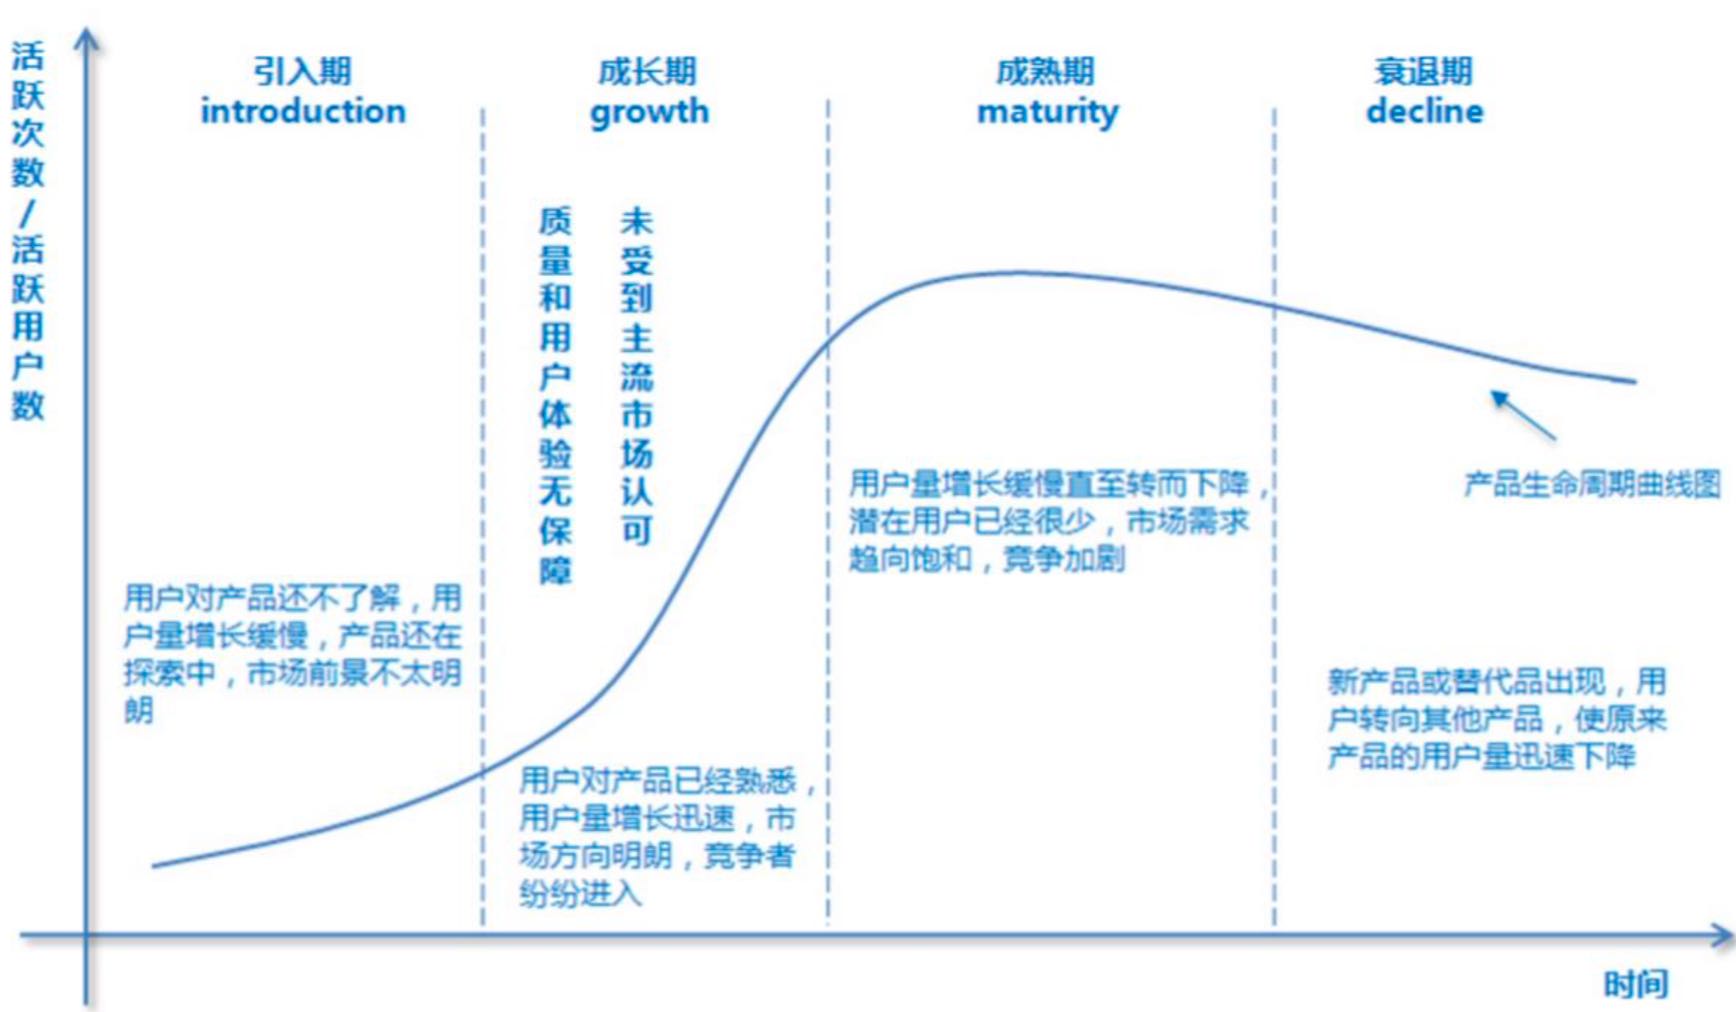 活跃次数/活跃用户数
引入期
introduction
成长期
growth
成熟期
maturity
衰退期
decline
质量和用户体验无保障
未受到主流市场认可
用户对产品还不了解，用
户量增长缓慢，产品还在
探索中，市场前景不太明
朗
用户对产品已经熟悉，
用户量增长迅速，市
场方向明朗，竞争者
纷纷进入
用户量增长缓慢直至转而下降，
潜在用户已经很少，市场需求
趋向饱和，竞争加剧
产品生命周期曲线图
新产品或替代品出现，用
户转向其他产品，使原来
产品的用户量迅速下降
时间